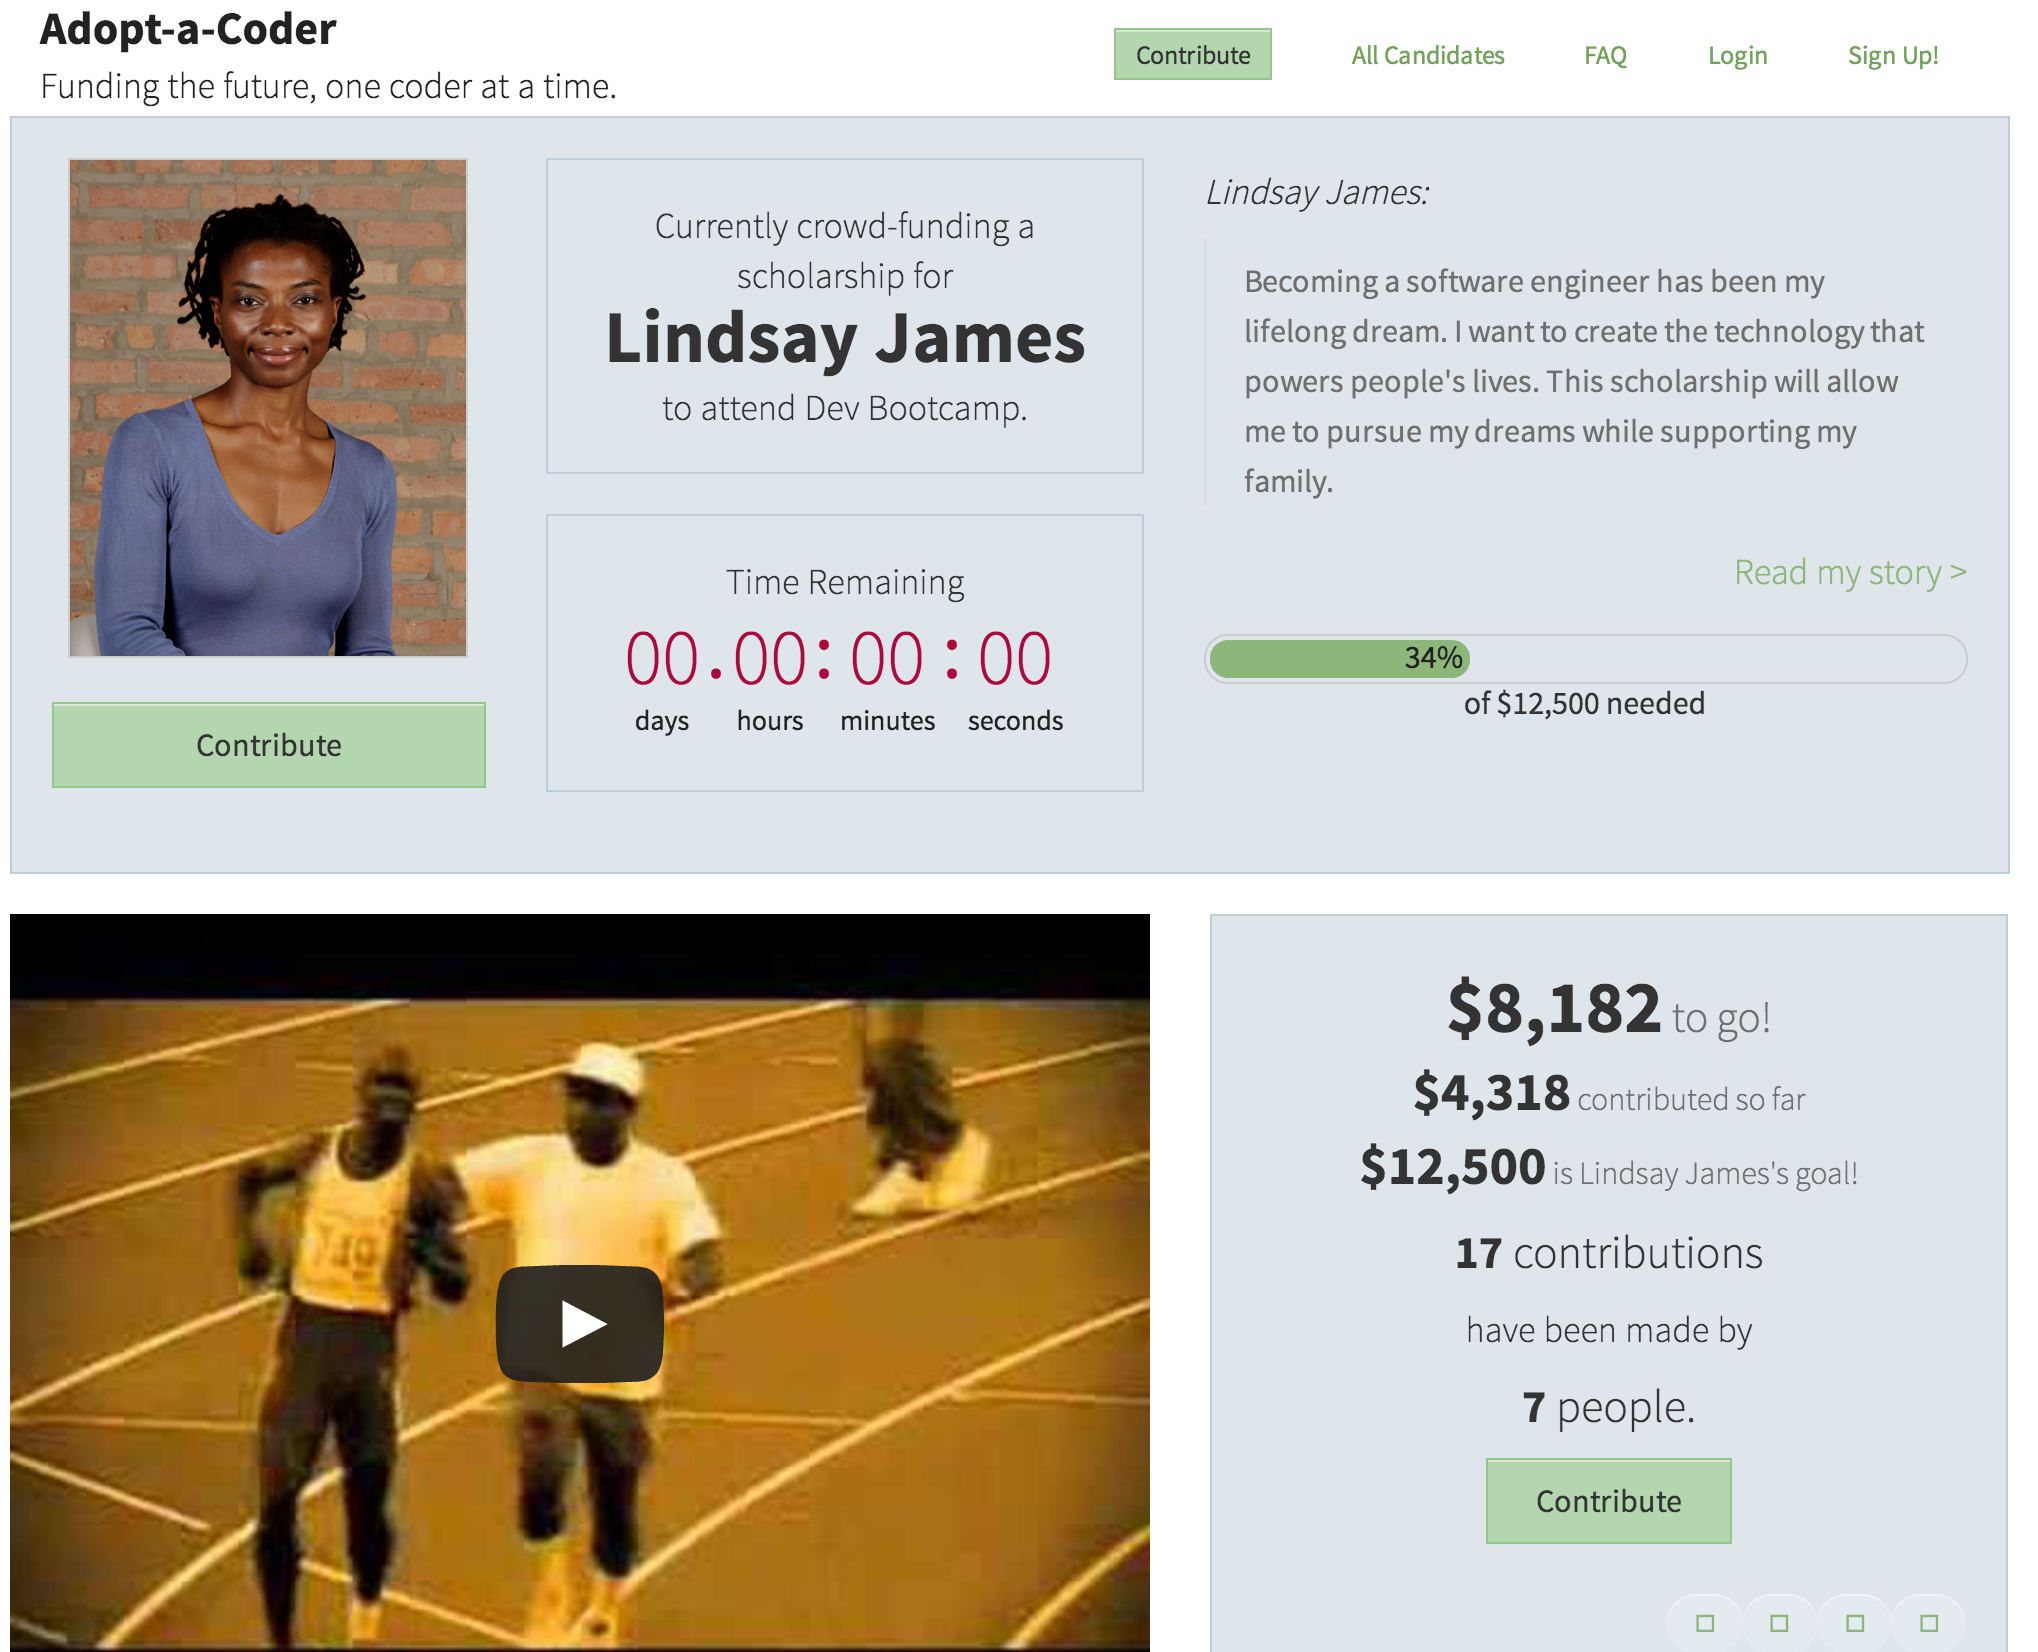 Adopt-a-Coder
Funding the future, one coder at a time.
Contribute
All Candidates
FAQ
Login
Sign Up!
Currently crowd-funding a
scholarship for
Lindsay James
to attend Dev Bootcamp.
Time Remaining
00.00:00:00
days hours minutes seconds
Contribute
Lindsay James:
Becoming a software engineer has been my
lifelong dream. I want to create the technology that
powers people's lives. This scholarship will allow
me to pursue my dreams while supporting my
family.
Read my story >
34%
of $12,500 needed
$8,182 to go!
$4,318 contributed so far
$12,500 is Lindsay James's goal!
17 contributions
have been made by
7 people.
Contribute